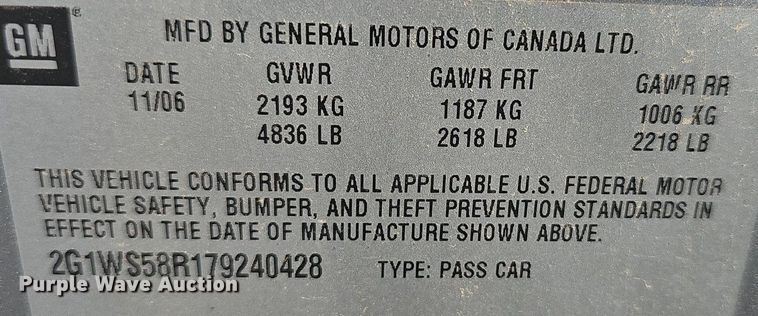 GM ®
MFD BY GENERAL MOTORS OF CANADA LTD.
DATE GVWR GAWR FRT GAWR RR
11/06 2193 KG 1187 KG 1006 KG
4836 LB 2618 LB 2218 LB
THIS VEHICLE CONFORMS TO ALL APPLICABLE U.S. FEDERAL MOTOR
VEHICLE SAFETY, BUMPER, AND THEFT PREVENTION STANDARDS IN
EFFECT ON THE DATE OF MANUFACTURE SHOWN ABOVE.
2G1WS58R179240428 TYPE: PASS CAR
Purple Wave Auction